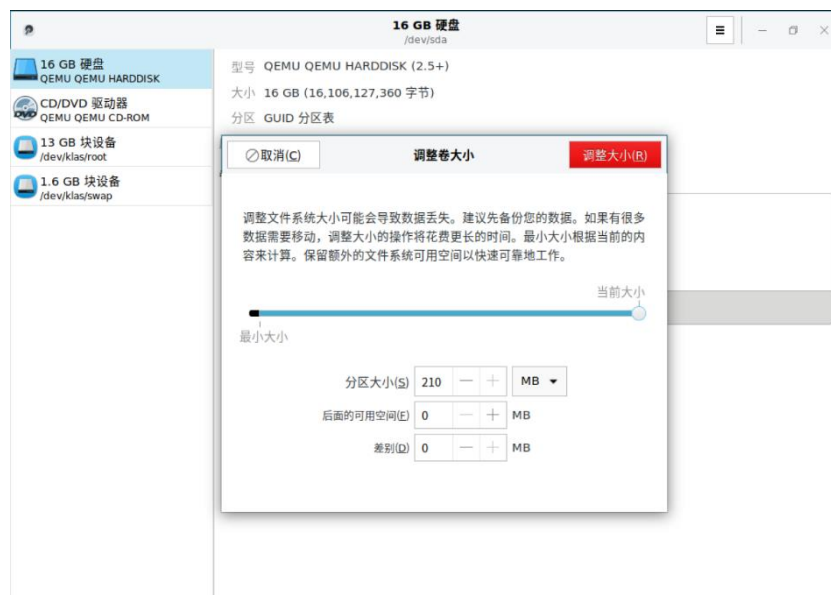 16 GB 硬盘
/dev/sda
16 GB 硬盘
QEMU QEMU HARDDISK
CD/DVD 驱动器
QEMU QEMU CD-ROM
13 GB 块设备
/dev/klas/root
1.6 GB 块设备
/dev/klas/swap
型号 QEMU QEMU HARDDISK (2.5+)
大小 16 GB (16,106,127,360 字节)
分区 GUID 分区表
取消(C)
调整卷大小
调整大小(R)
调整文件系统大小可能会导致数据丢失。建议先备份您的数据。如果有很多
数据需要移动，调整大小的操作将花费更长的时间。最小大小根据当前的内
容来计算。保留额外的文件系统可用空间以快速可靠地工作。
当前大小
最小大小
分区大小(S) 210 MB
后面的可用空间(F) 0 MB
差别(D) 0 MB